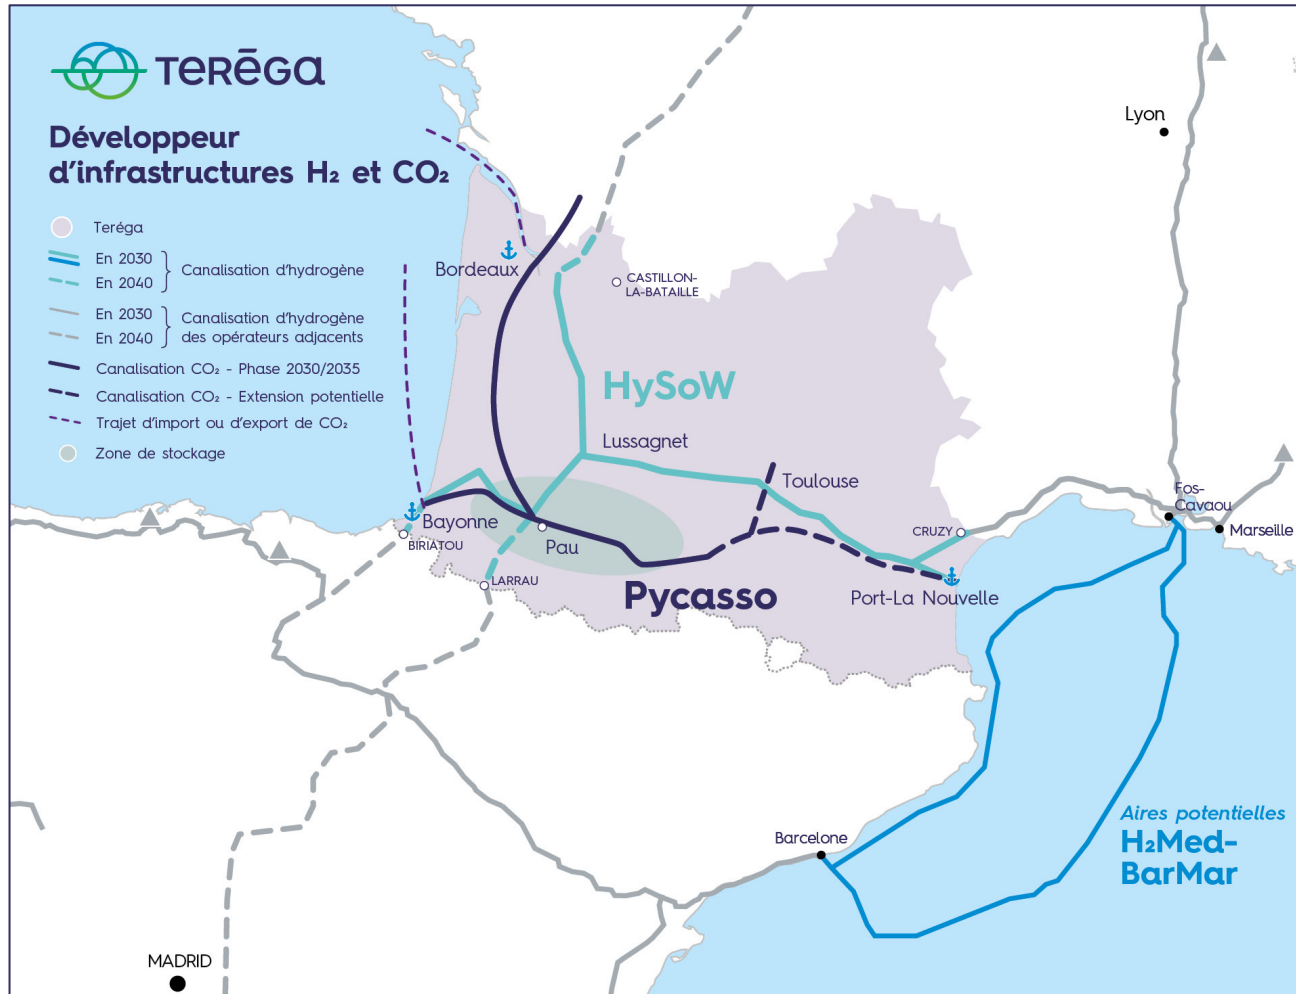 TERĒGA
Développeur
d'infrastructures H₂ et CO₂
Teréga
En 2030
En 2040
Canalisation d'hydrogène
En 2030
En 2040
Canalisation d'hydrogène
des opérateurs adjacents
Canalisation CO₂ - Phase 2030/2035
Canalisation CO₂ - Extension potentielle
Trajet d'import ou d'export de CO₂
Zone de stockage
Lyon
Bordeaux
CASTILLON-
LA-BATAILLE
HySoW
Lussagnet
Toulouse
Fos-
Cavaou
Marseille
Bayonne
BIRIATOU
Pau
CRUZY
LARRAU
Pycasso
Port-La Nouvelle
Barcelone
Aires potentielles
H₂Med-
BarMar
MADRID